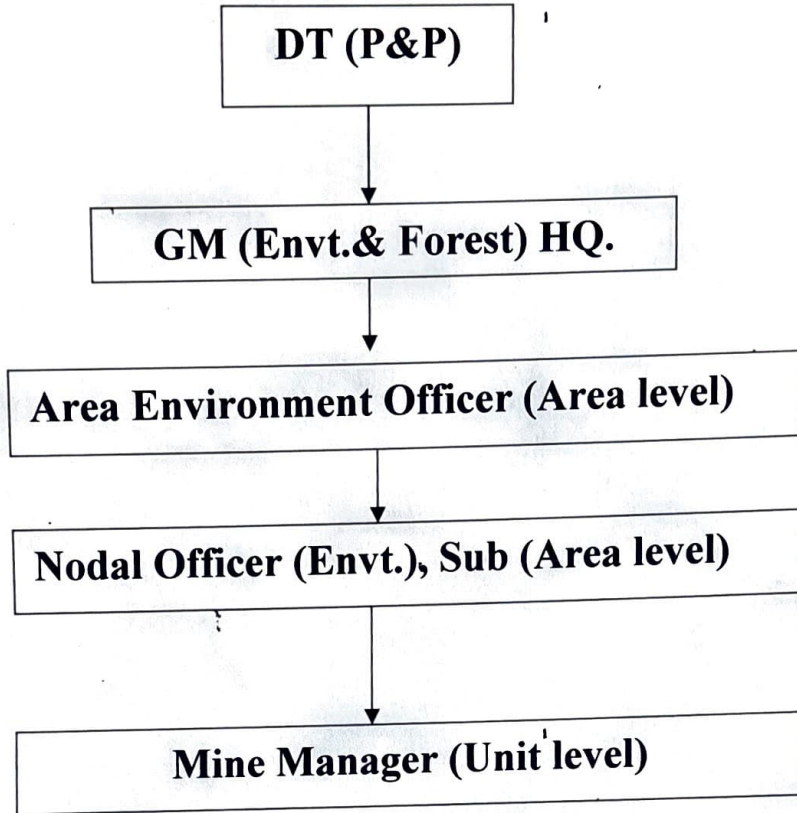 DT (P&P)
GM (Envt.& Forest) HQ.
Area Environment Officer (Area level)
Nodal Officer (Envt.), Sub (Area level)
Mine Manager (Unit level)